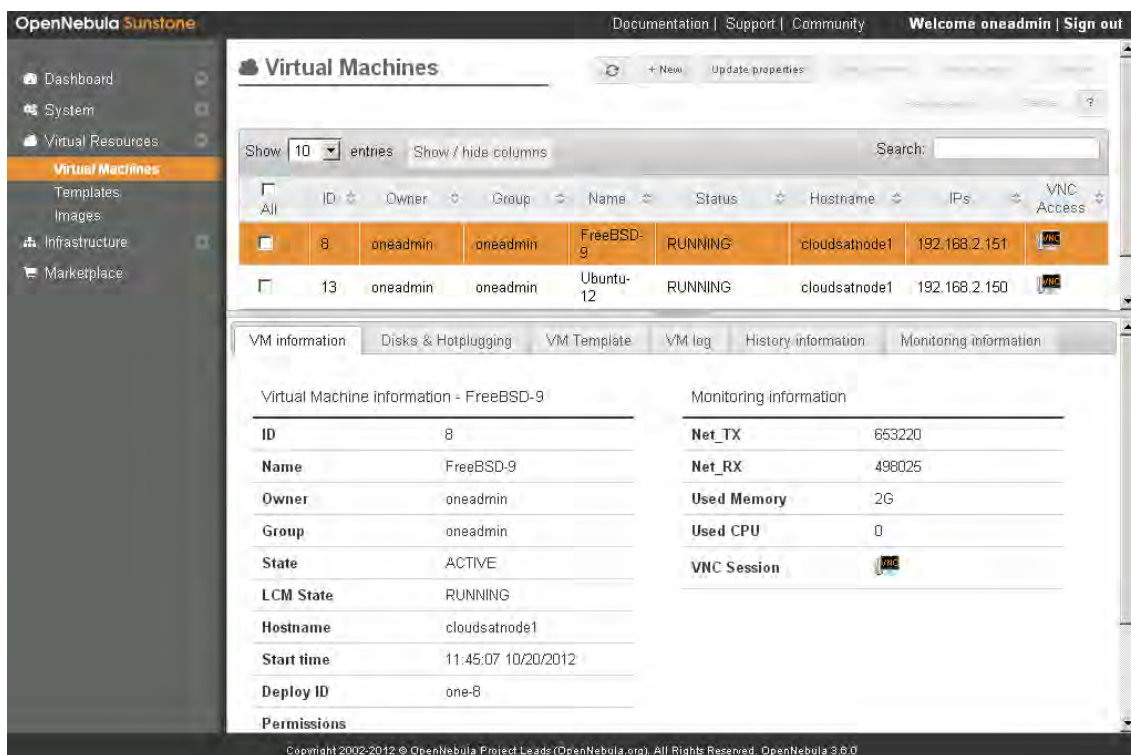 OpenNebula Sunstone
Documentation | Support | Community Welcome oneadmin | Sign out
Dashboard
System
Virtual Resources
Virtual Machines
Templates
Images
Infrastructure
Marketplace
Virtual Machines
+ New Update properties
?
Show 10 entries Show / hide columns Search:
All ID Owner Group Name Status Hostname IPs VNC Access
8 oneadmin oneadmin FreeBSD-9 RUNNING cloudsatnode1 192.168.2.151 VNC
13 oneadmin oneadmin Ubuntu-12 RUNNING cloudsatnode1 192.168.2.150 VNC
VM information Disks & Hotplugging VM Template VM log History information Monitoring information
Virtual Machine information - FreeBSD-9
ID 8
Name FreeBSD-9
Owner oneadmin
Group oneadmin
State ACTIVE
LCM State RUNNING
Hostname cloudsatnode1
Start time 11:45:07 10/20/2012
Deploy ID one-8
Permissions
Monitoring information
Net_TX 653220
Net_RX 498025
Used Memory 2G
Used CPU 0
VNC Session VNC
Copyright 2002-2012 © OpenNebula Project Leads (OpenNebula.org). All Rights Reserved. OpenNebula 3.6.0